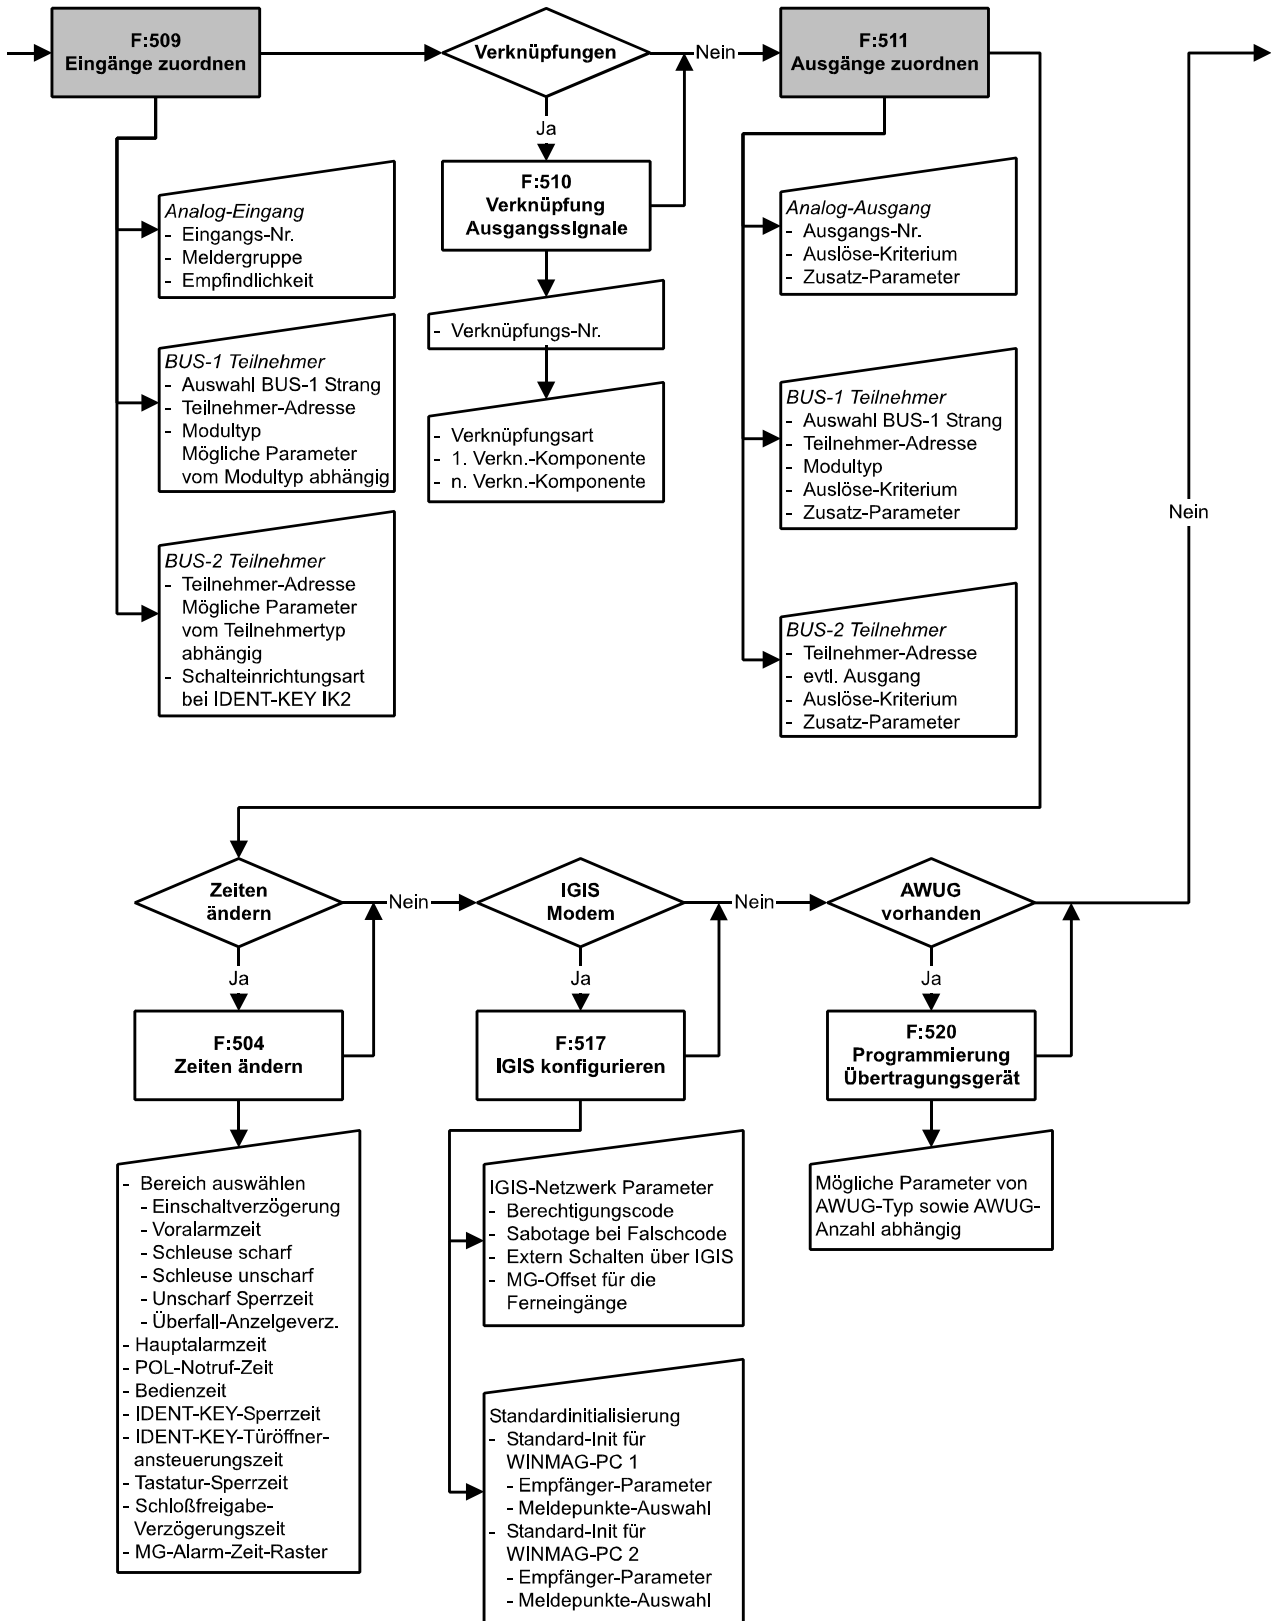 F:509
Eingänge zuordnen
Verknüpfungen
Nein
F:511
Ausgänge zuordnen
Ja
F:510
Verknüpfung
Ausgangssignale
Analog-Eingang
- Eingangs-Nr.
- Meldergruppe
- Empfindlichkeit
BUS-1 Teilnehmer
- Auswahl BUS-1 Strang
- Teilnehmer-Adresse
- Modultyp
Mögliche Parameter
vom Modultyp abhängig
BUS-2 Teilnehmer
- Teilnehmer-Adresse
Mögliche Parameter
vom Teilnehmertyp
abhängig
- Schalteinrichtungsart
bei IDENT-KEY IK2
- Verknüpfungs-Nr.
- Verknüpfungsart
- 1. Verkn.-Komponente
- n. Verkn.-Komponente
Analog-Ausgang
- Ausgangs-Nr.
- Auslöse-Kriterium
- Zusatz-Parameter
BUS-1 Teilnehmer
- Auswahl BUS-1 Strang
- Teilnehmer-Adresse
- Modultyp
- Auslöse-Kriterium
- Zusatz-Parameter
BUS-2 Teilnehmer
- Teilnehmer-Adresse
- evtl. Ausgang
- Auslöse-Kriterium
- Zusatz-Parameter
Nein
Zeiten
ändern
Nein
IGIS
Modem
Nein
AWUG
vorhanden
Ja
Ja
Ja
F:504
Zeiten ändern
F:517
IGIS konfigurieren
F:520
Programmierung
Übertragungsgerät
- Bereich auswählen
- Einschaltverzögerung
- Voralarmzeit
- Schleuse scharf
- Schleuse unscharf
- Unscharf Sperrzeit
- Überfall-Anzelgeverz.
- Hauptalarmzeit
- POL-Notruf-Zeit
- Bedienzeit
- IDENT-KEY-Sperrzeit
- IDENT-KEY-Türöffner-
ansteuerungszeit
- Tastatur-Sperrzeit
- Schloßfreigabe-
Verzögerungszeit
- MG-Alarm-Zeit-Raster
IGIS-Netzwerk Parameter
- Berechtigungscode
- Sabotage bei Falschcode
- Extern Schalten über IGIS
- MG-Offset für die
Ferneingänge
Standardinitialisierung
- Standard-Init für
WINMAG-PC 1
- Empfänger-Parameter
- Meldepunkte-Auswahl
- Standard-Init für
WINMAG-PC 2
- Empfänger-Parameter
- Meldepunkte-Auswahl
Mögliche Parameter von
AWUG-Typ sowie AWUG-
Anzahl abhängig